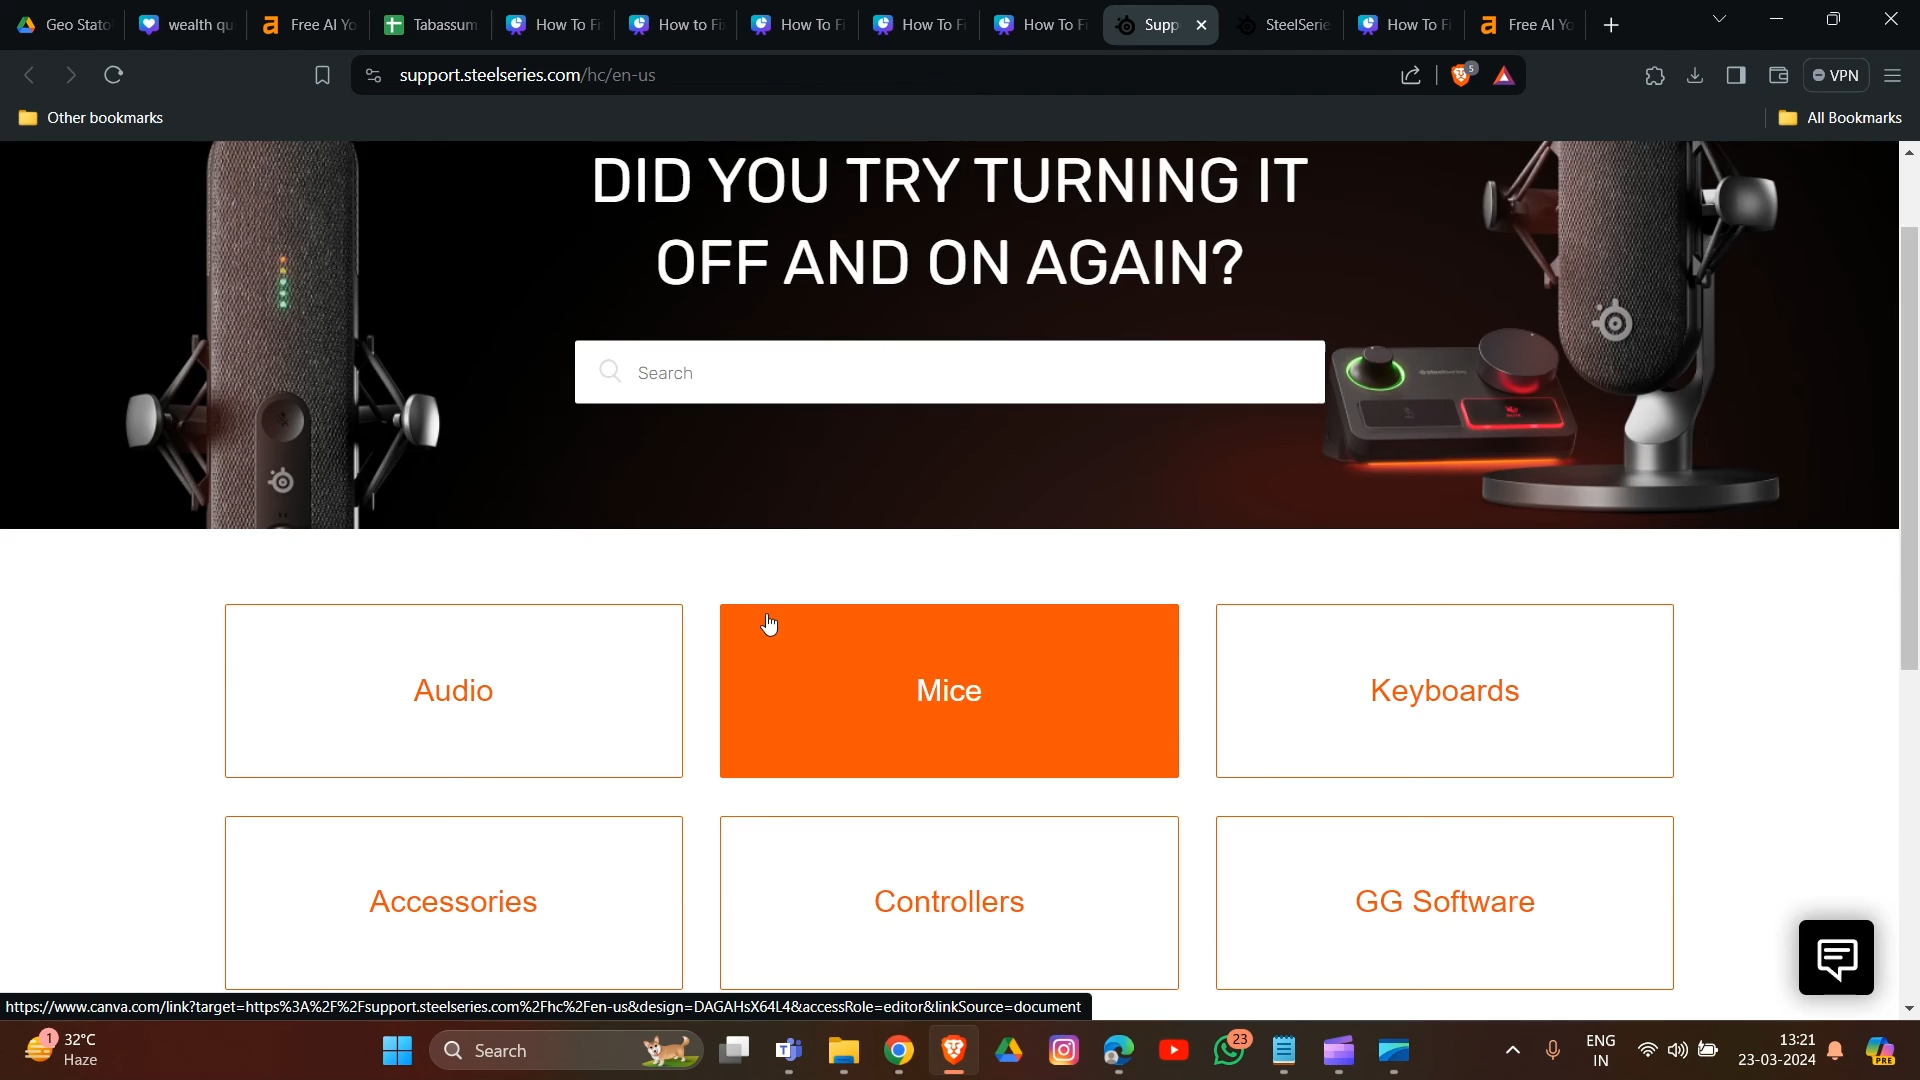 Geo Stato
wealth qu
Free AI Yo
Tabassum
How To Fi
How to Fi
How To Fi
How To Fi
How To Fi
Supp
SteelSerie
How To Fi
Free AI Yo
support.steelseries.com/hc/en-us
5
VPN
Other bookmarks
All Bookmarks
DID YOU TRY TURNING IT
OFF AND ON AGAIN?
Search
Audio
Mice
Keyboards
Accessories
Controllers
GG Software
https://www.canva.com/link?target=https%3A%2F%2Fsupport.steelseries.com%2Fhc%2Fen-us&design=DAGAHsX64L4&accessRole=editor&linkSource=document
1
32°C
Haze
Search
23
ENG
IN
13:21
23-03-2024
PRE